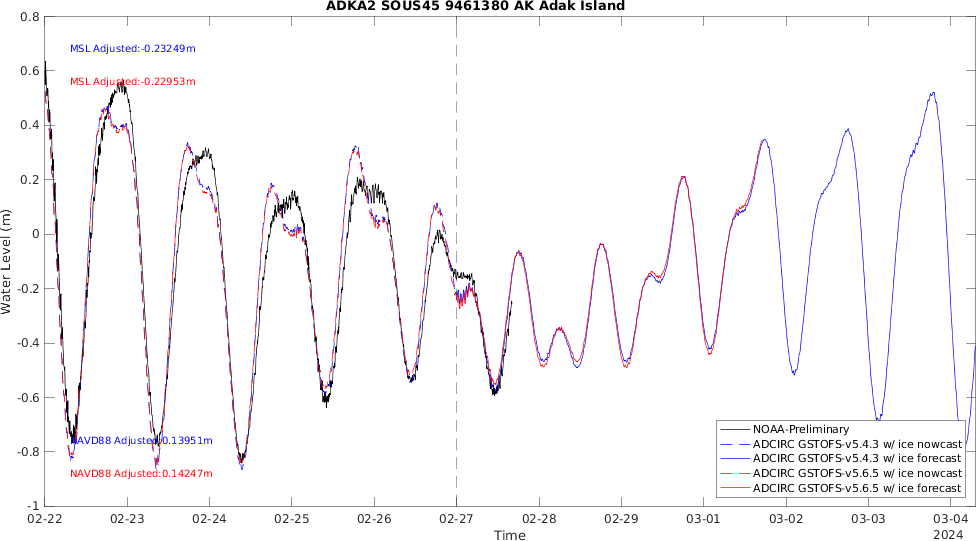 ADKA2 SOUS45 9461380 AK Adak Island
0.8
0.6
0.4
0.2
0
-0.2
-0.4
-0.6
-0.8
-1
Water Level (m)
MSL Adjusted:-0.23249m
MSL Adjusted:-0.22953m
NAVD88 Adjusted:0.13951m
NAVD88 Adjusted:0.14247m
NOAA-Preliminary
ADCIRC GSTOFS-v5.4.3 w/ ice nowcast
ADCIRC GSTOFS-v5.4.3 w/ ice forecast
ADCIRC GSTOFS-v5.6.5 w/ ice nowcast
ADCIRC GSTOFS-v5.6.5 w/ ice forecast
02-22 02-23 02-24 02-25 02-26 02-27 02-28 02-29 03-01 03-02 03-03 03-04
Time
2024